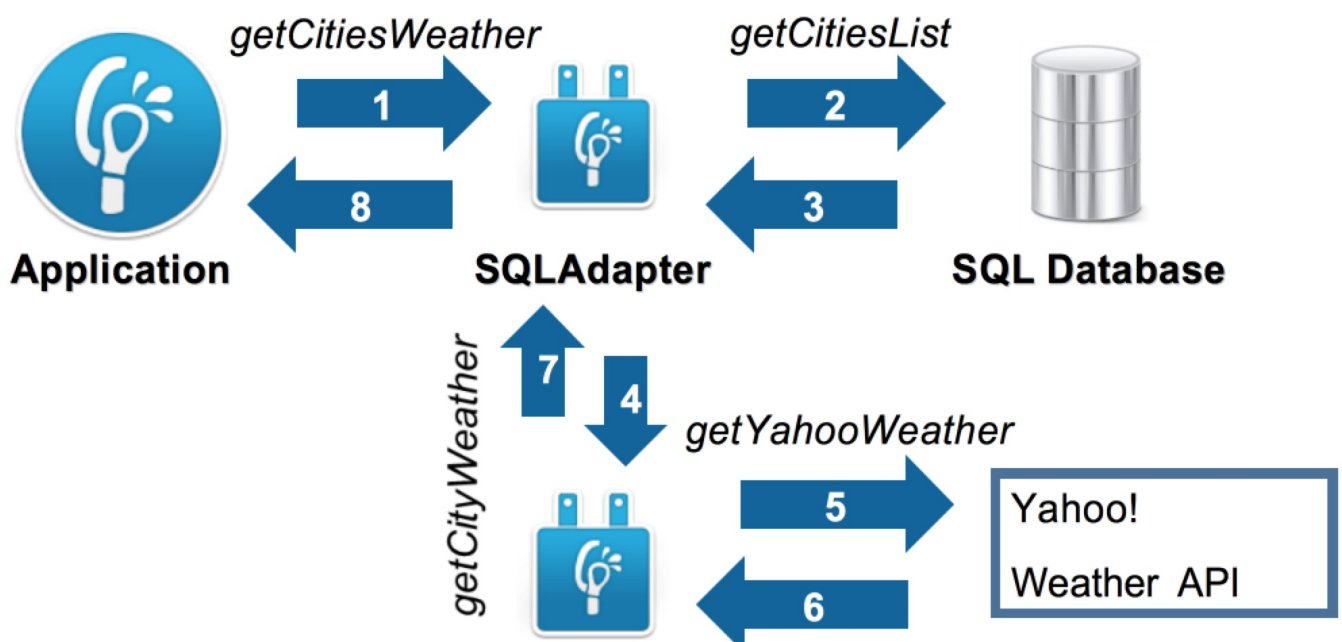 getCitiesWeather
getCitiesList
1
2
8
3
Application
SQLAdapter
SQL Database
getCityWeather
7
4
getYahooWeather
5
6
Yahoo!
Weather API